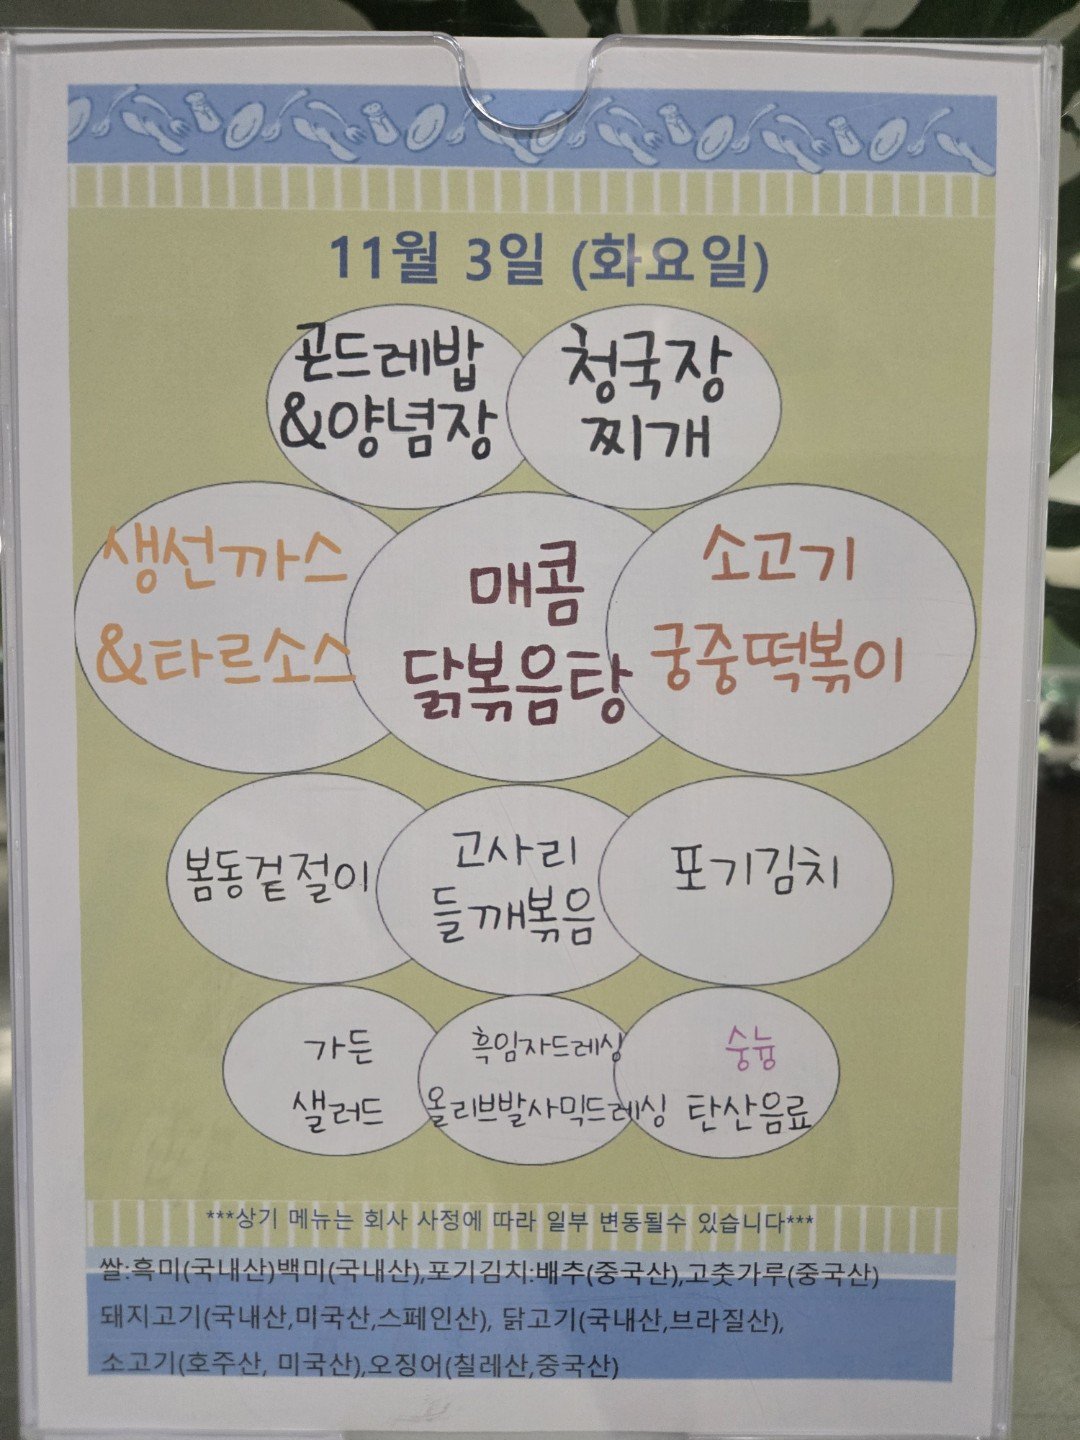 11월 3일 (화요일)
곤드레밥
&양념장
청국장
찌개
생선까스
&타르소스
매콤
닭볶음탕
소고기
궁중떡볶이
봄동겉절이
고사리
들깨볶음
포기김치
가든
샐러드
흑임자드레싱
올리브발사믹드레싱
숭늉
탄산음료
***상기 메뉴는 회사 사정에 따라 일부 변동될수 있습니다***
쌀:흑미(국내산)백미(국내산),포기김치:배추(중국산),고춧가루(중국산)
돼지고기(국내산,미국산,스페인산), 닭고기(국내산,브라질산),
소고기(호주산, 미국산),오징어(칠레산,중국산)